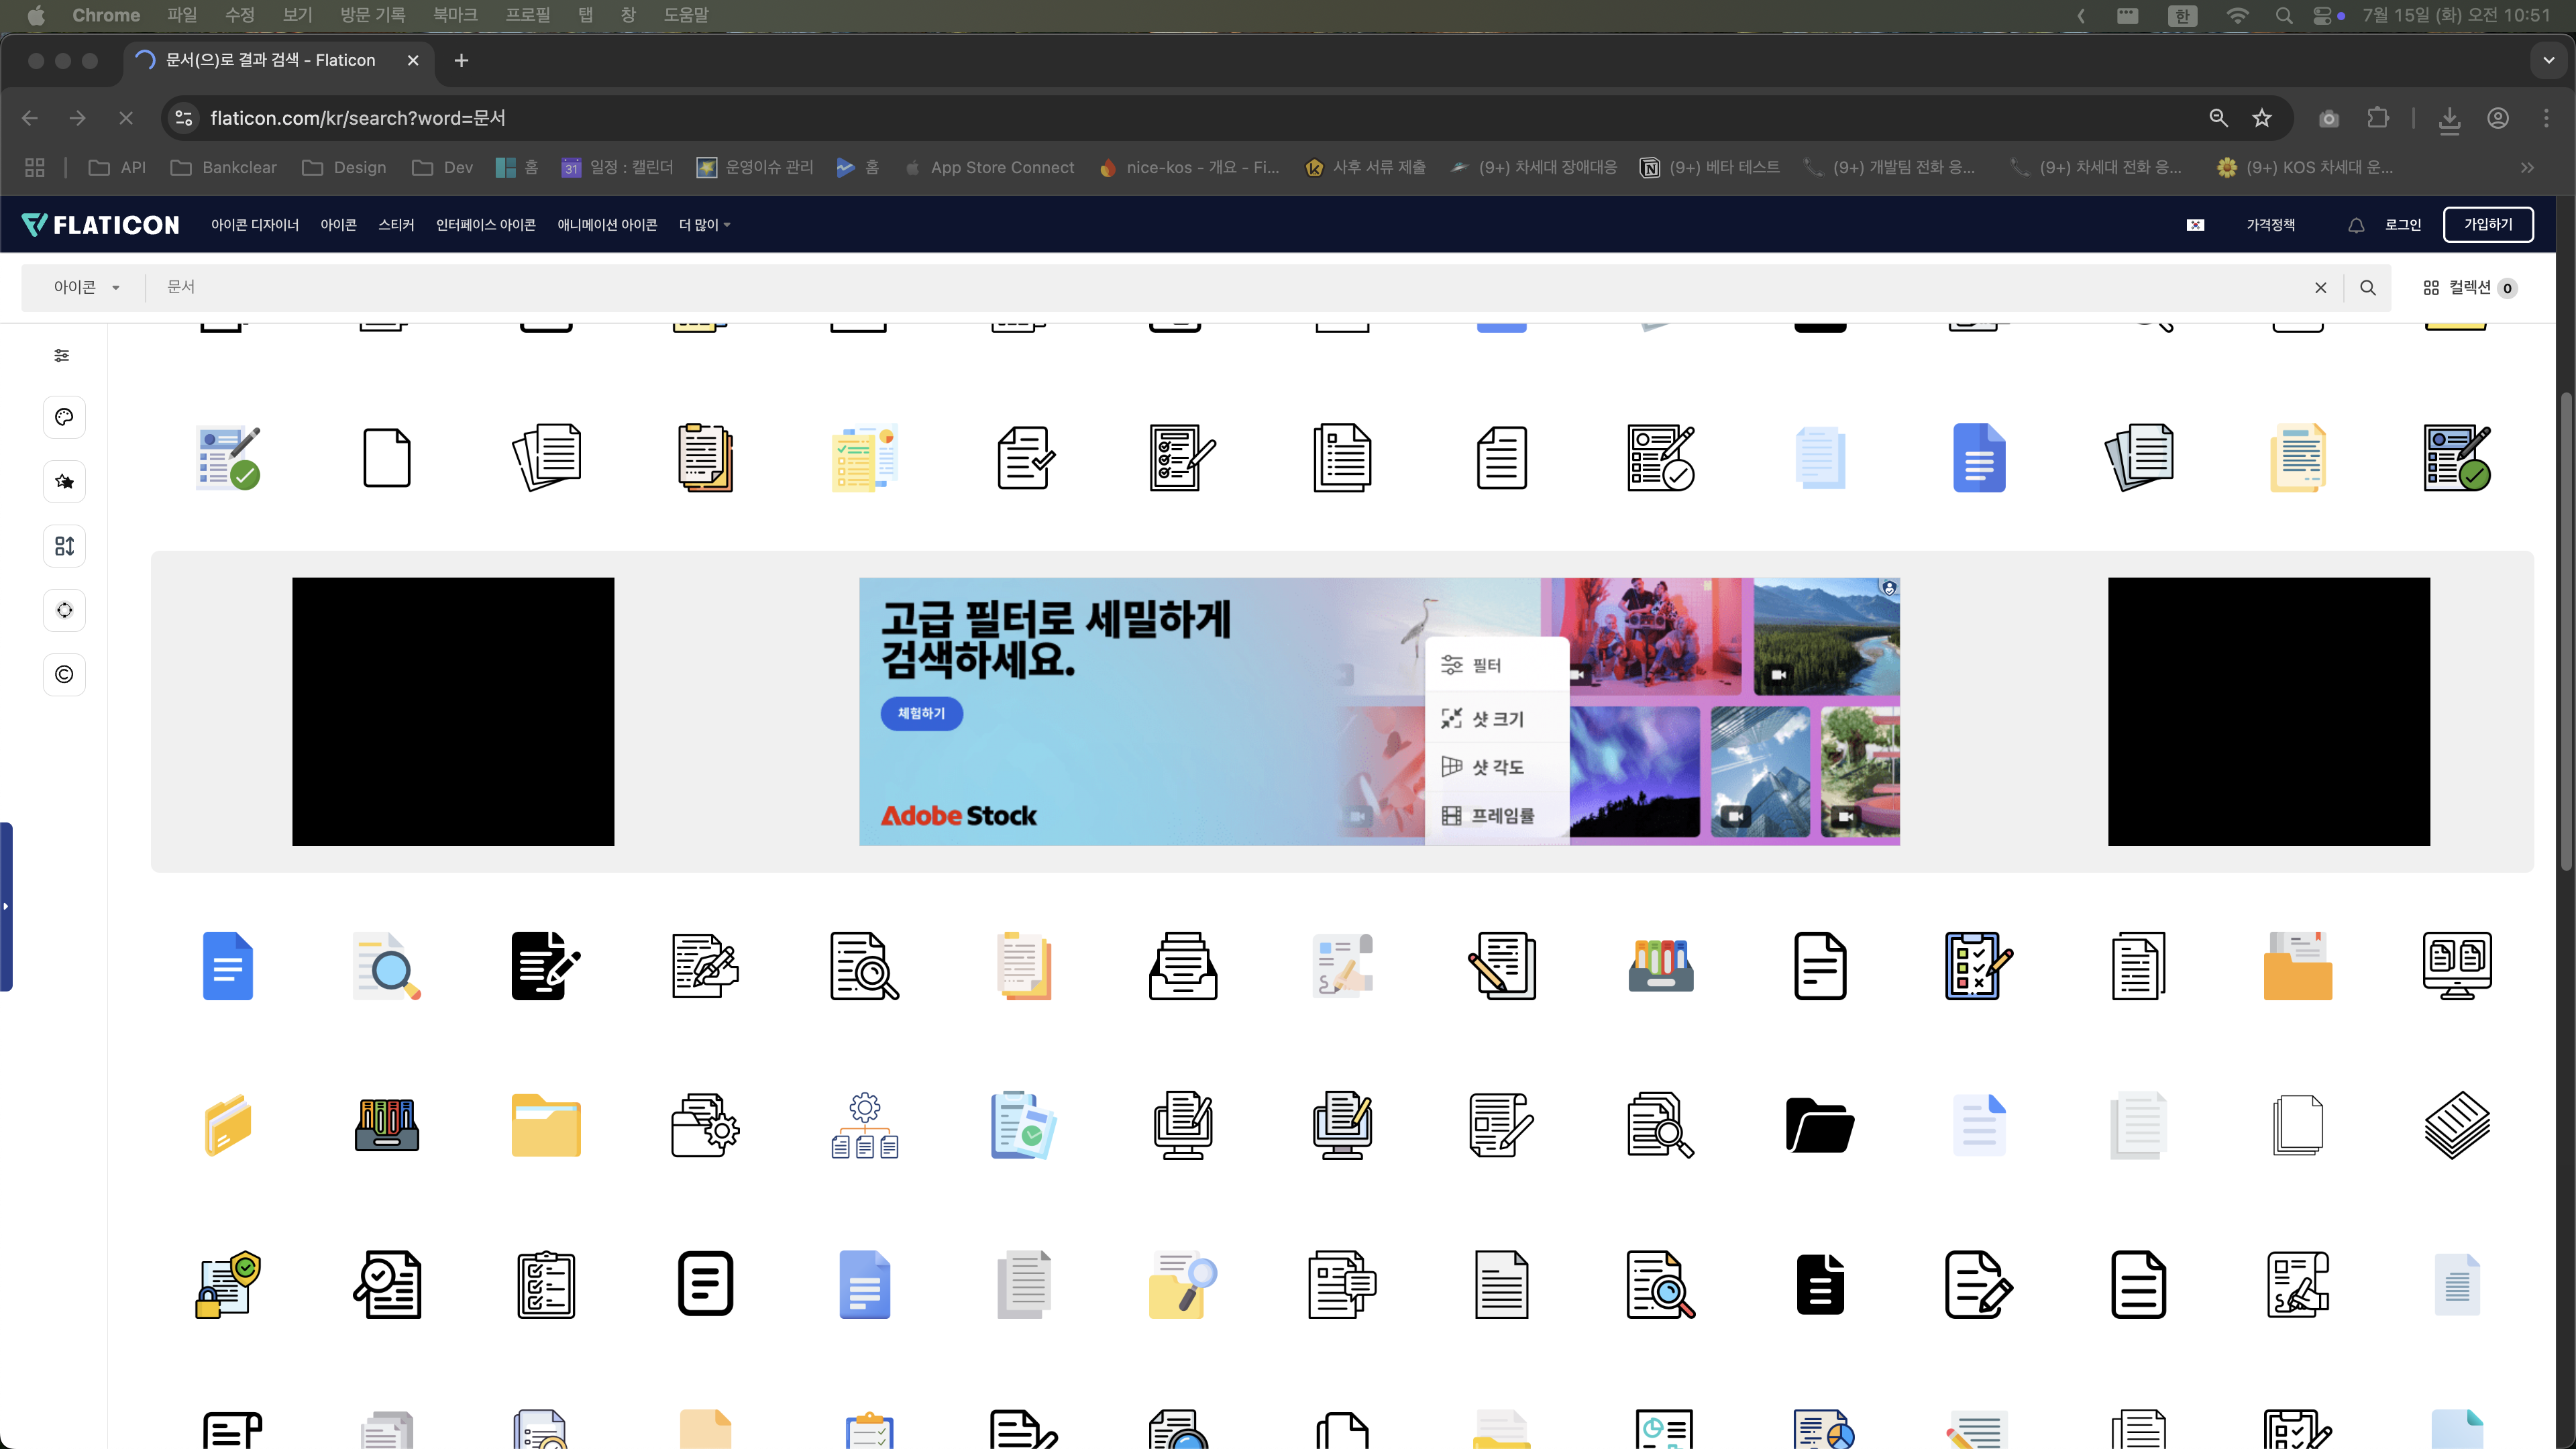 Chrome 파일 수정 보기 방문 기록 북마크 프로필 탭 창 도움말 한 7월 15일 (화) 오전 10:51
문서(으)로 결과 검색 - Flaticon
flaticon.com/kr/search?word=문서
API Bankclear Design Dev 홈 31 일정 : 캘린더 운영이슈 관리 홈 App Store Connect nice-kos - 개요 - Fi... 사후 서류 제출 (9+) 차세대 장애대응 (9+) 베타 테스트 (9+) 개발팀 전화 응... (9+) 차세대 전화 응... (9+) KOS 차세대 운...
FLATICON 아이콘 디자이너 아이콘 스티커 인터페이스 아이콘 애니메이션 아이콘 더 많이 가격정책 로그인 가입하기
아이콘 문서 컬렉션 0
고급 필터로 세밀하게
검색하세요.
체험하기
Adobe Stock
필터
샷 크기
샷 각도
프레임률